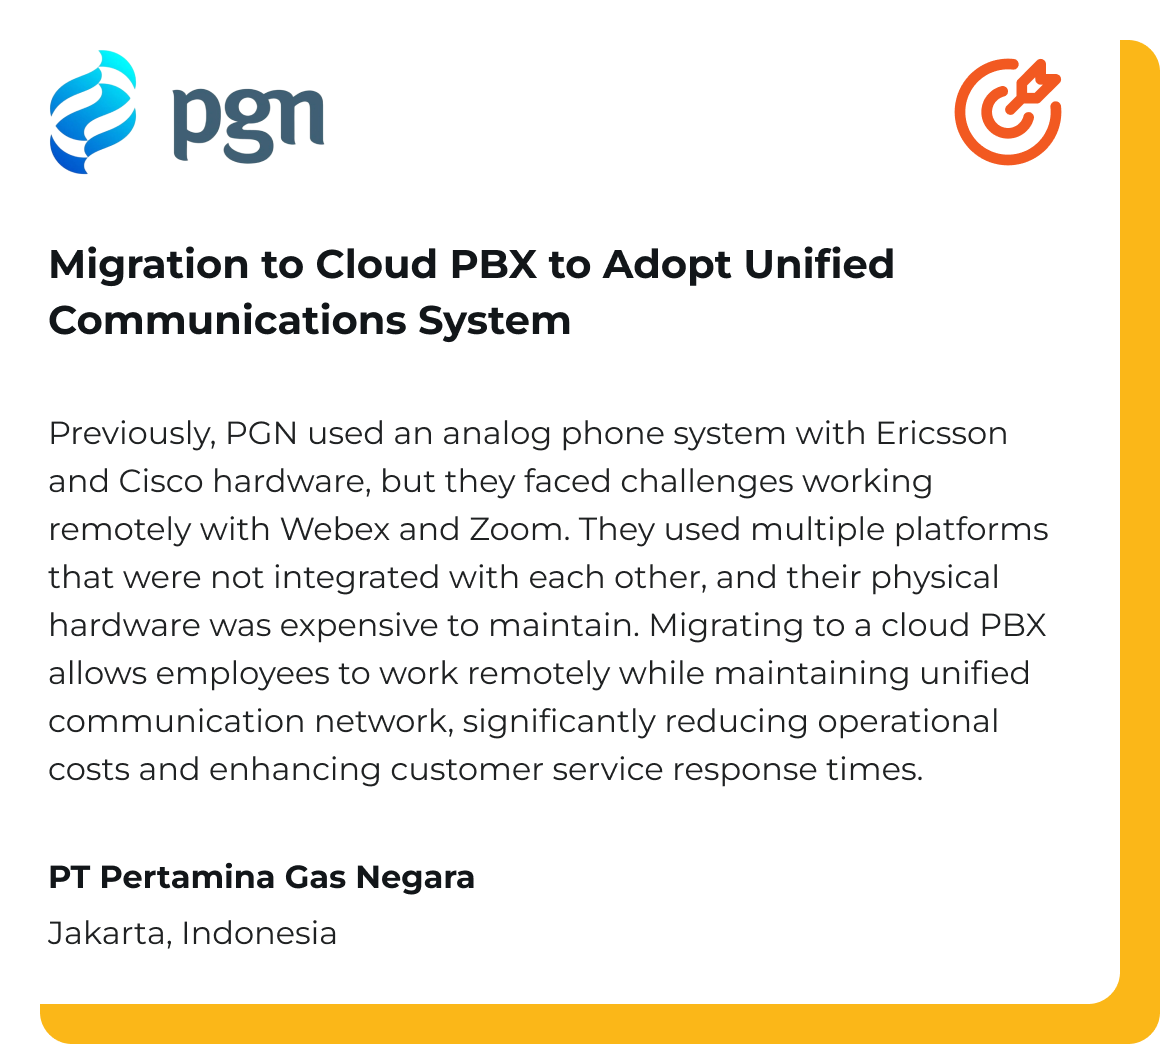 pgn
Migration to Cloud PBX to Adopt Unified
Communications System
Previously, PGN used an analog phone system with Ericsson
and Cisco hardware, but they faced challenges working
remotely with Webex and Zoom. They used multiple platforms
that were not integrated with each other, and their physical
hardware was expensive to maintain. Migrating to a cloud PBX
allows employees to work remotely while maintaining unified
communication network, significantly reducing operational
costs and enhancing customer service response times.
PT Pertamina Gas Negara
Jakarta, Indonesia